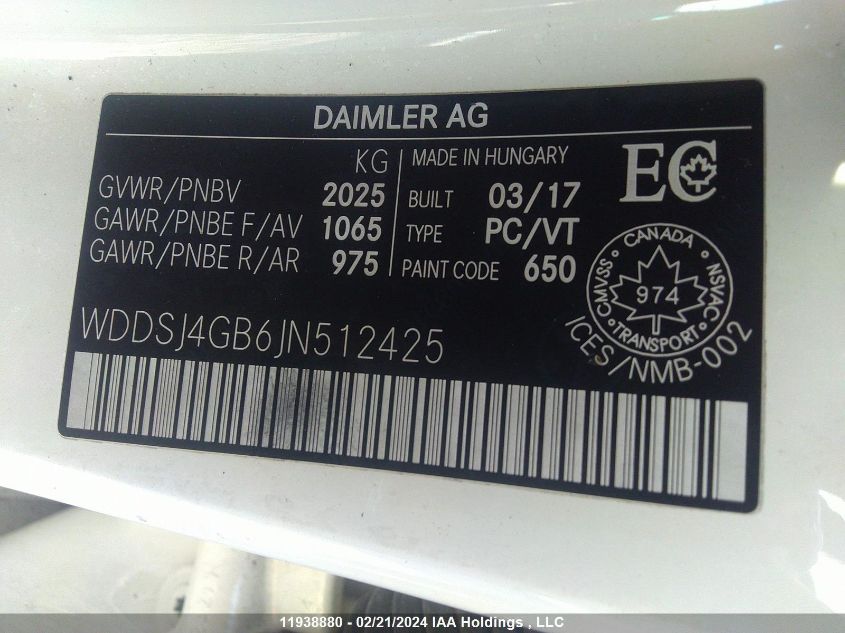 DAIMLER AG
KG
GVWR/PNBV 2025
GAWR/PNBE F/AV 1065
GAWR/PNBE R/AR 975
MADE IN HUNGARY
BUILT 03/17
TYPE PC/VT
PAINT CODE 650
EC
CANADA
CMVSS 974 NSVAC
TRANSPORT
ICES/NMB-002
WDDSJ4GB6JN512425
11938880 - 02/21/2024 IAA Holdings , LLC